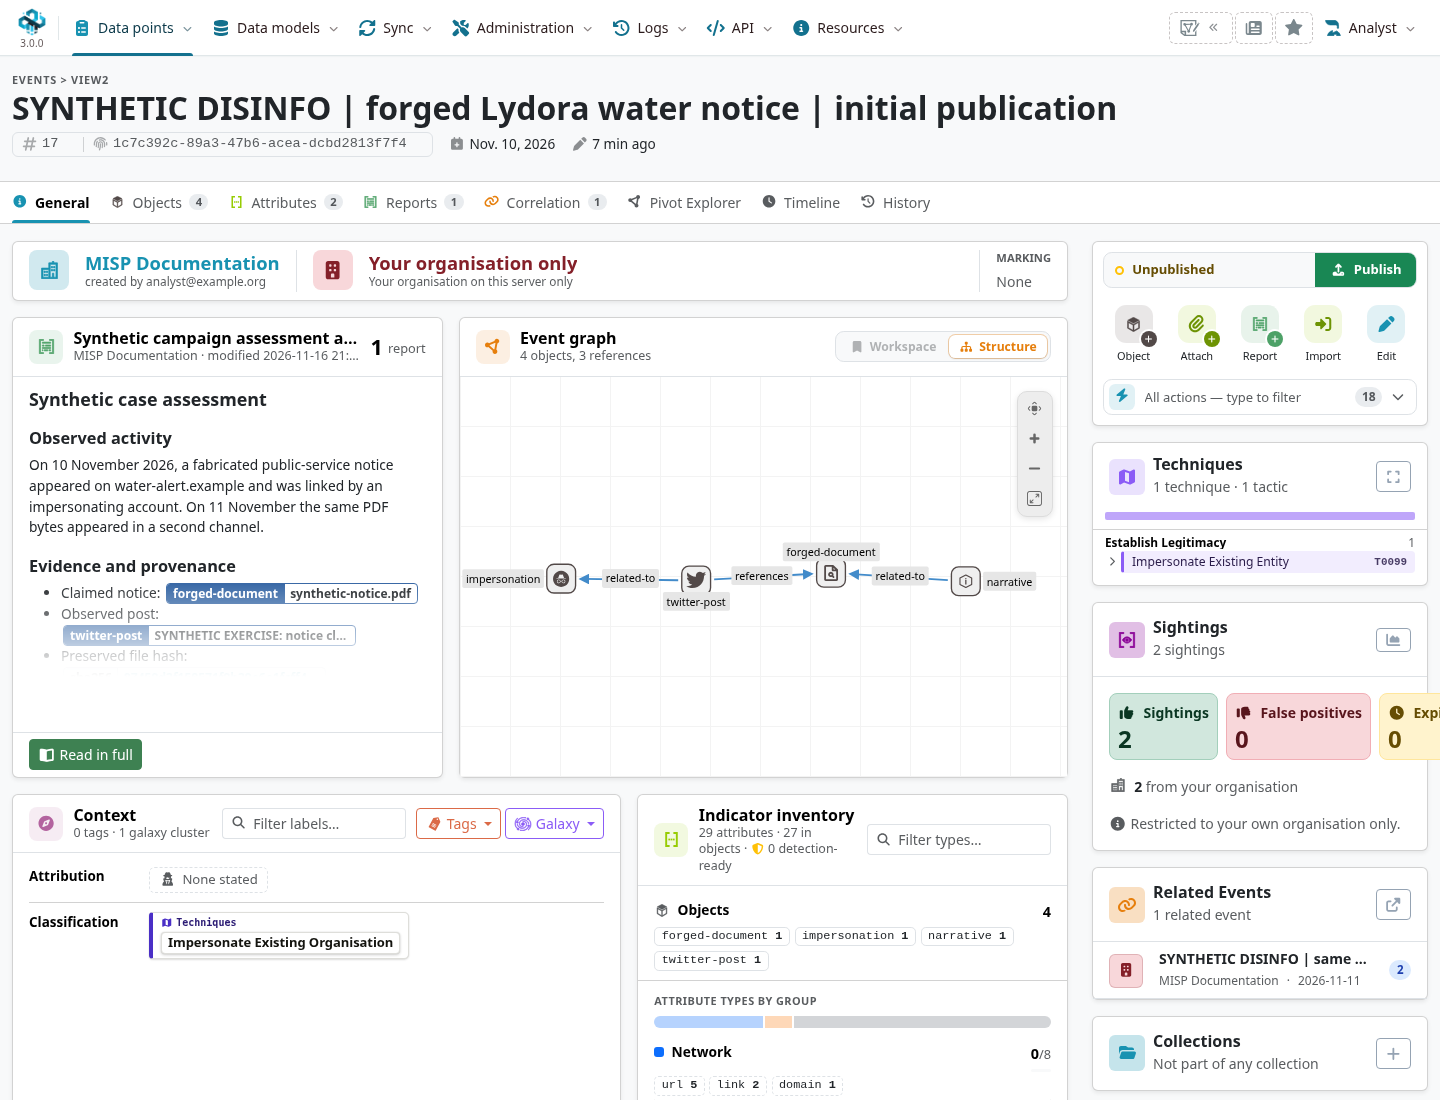 Data points
Data models
Sync
Administration
Logs
API
Resources
Analyst
3.0.0
EVENTS > VIEW2
SYNTHETIC DISINFO | forged Lydora water notice | initial publication
# 17
1c7c392c-89a3-47b6-acea-dcbd2813f7f4
Nov. 10, 2026
7 min ago
General
Objects 4
Attributes 2
Reports 1
Correlation 1
Pivot Explorer
Timeline
History
MISP Documentation
created by analyst@example.org
Your organisation only
Your organisation on this server only
MARKING
None
Synthetic campaign assessment a...
MISP Documentation · modified 2026-11-16 21:...
1 report
Synthetic case assessment
Observed activity
On 10 November 2026, a fabricated public-service notice
appeared on water-alert.example and was linked by an
impersonating account. On 11 November the same PDF
bytes appeared in a second channel.
Evidence and provenance
• Claimed notice: forged-document synthetic-notice.pdf
• Observed post:
twitter-post SYNTHETIC EXERCISE: notice cl...
• Preserved file hash:
Read in full
Event graph
4 objects, 3 references
Workspace
Structure
forged-document
impersonation
related-to
references
related-to
narrative
twitter-post
Context
0 tags · 1 galaxy cluster
Filter labels...
Tags
Galaxy
Attribution
None stated
Classification
Techniques
Impersonate Existing Organisation
Indicator inventory
29 attributes · 27 in
objects · 0 detection-
ready
Filter types...
Objects 4
forged-document 1
impersonation 1
narrative 1
twitter-post 1
ATTRIBUTE TYPES BY GROUP
Network 0/8
url 5
link 2
domain 1
Unpublished
Publish
Object
Attach
Report
Import
Edit
All actions — type to filter 18
Techniques
1 technique · 1 tactic
Establish Legitimacy 1
Impersonate Existing Entity T0099
Sightings
2 sightings
Sightings
2
False positives
0
Expi
0
2 from your organisation
Restricted to your own organisation only.
Related Events
1 related event
SYNTHETIC DISINFO | same ...
MISP Documentation · 2026-11-11
2
Collections
Not part of any collection